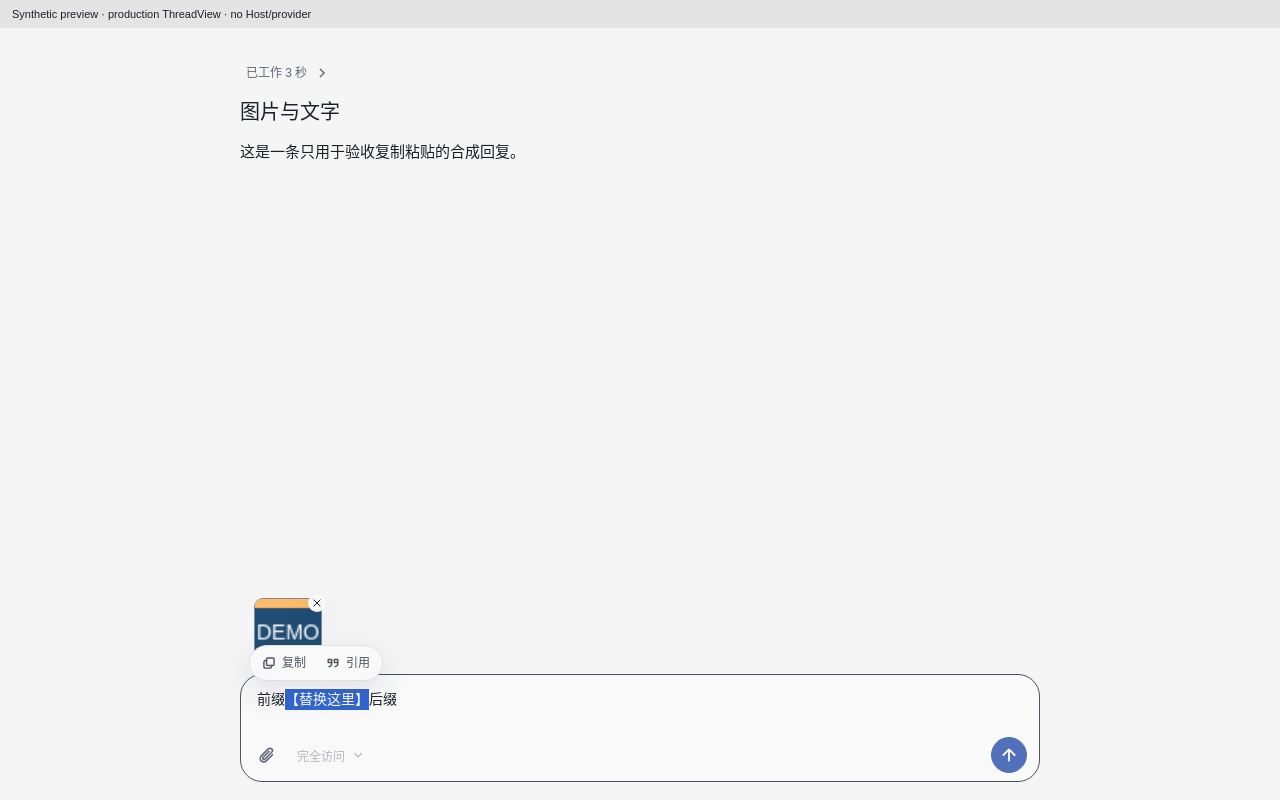 Synthetic preview · production ThreadView · no Host/provider
已工作 3 秒
图片与文字
这是一条只用于验收复制粘贴的合成回复。
DEMO
复制 引用
前缀【替换这里】后缀
完全访问